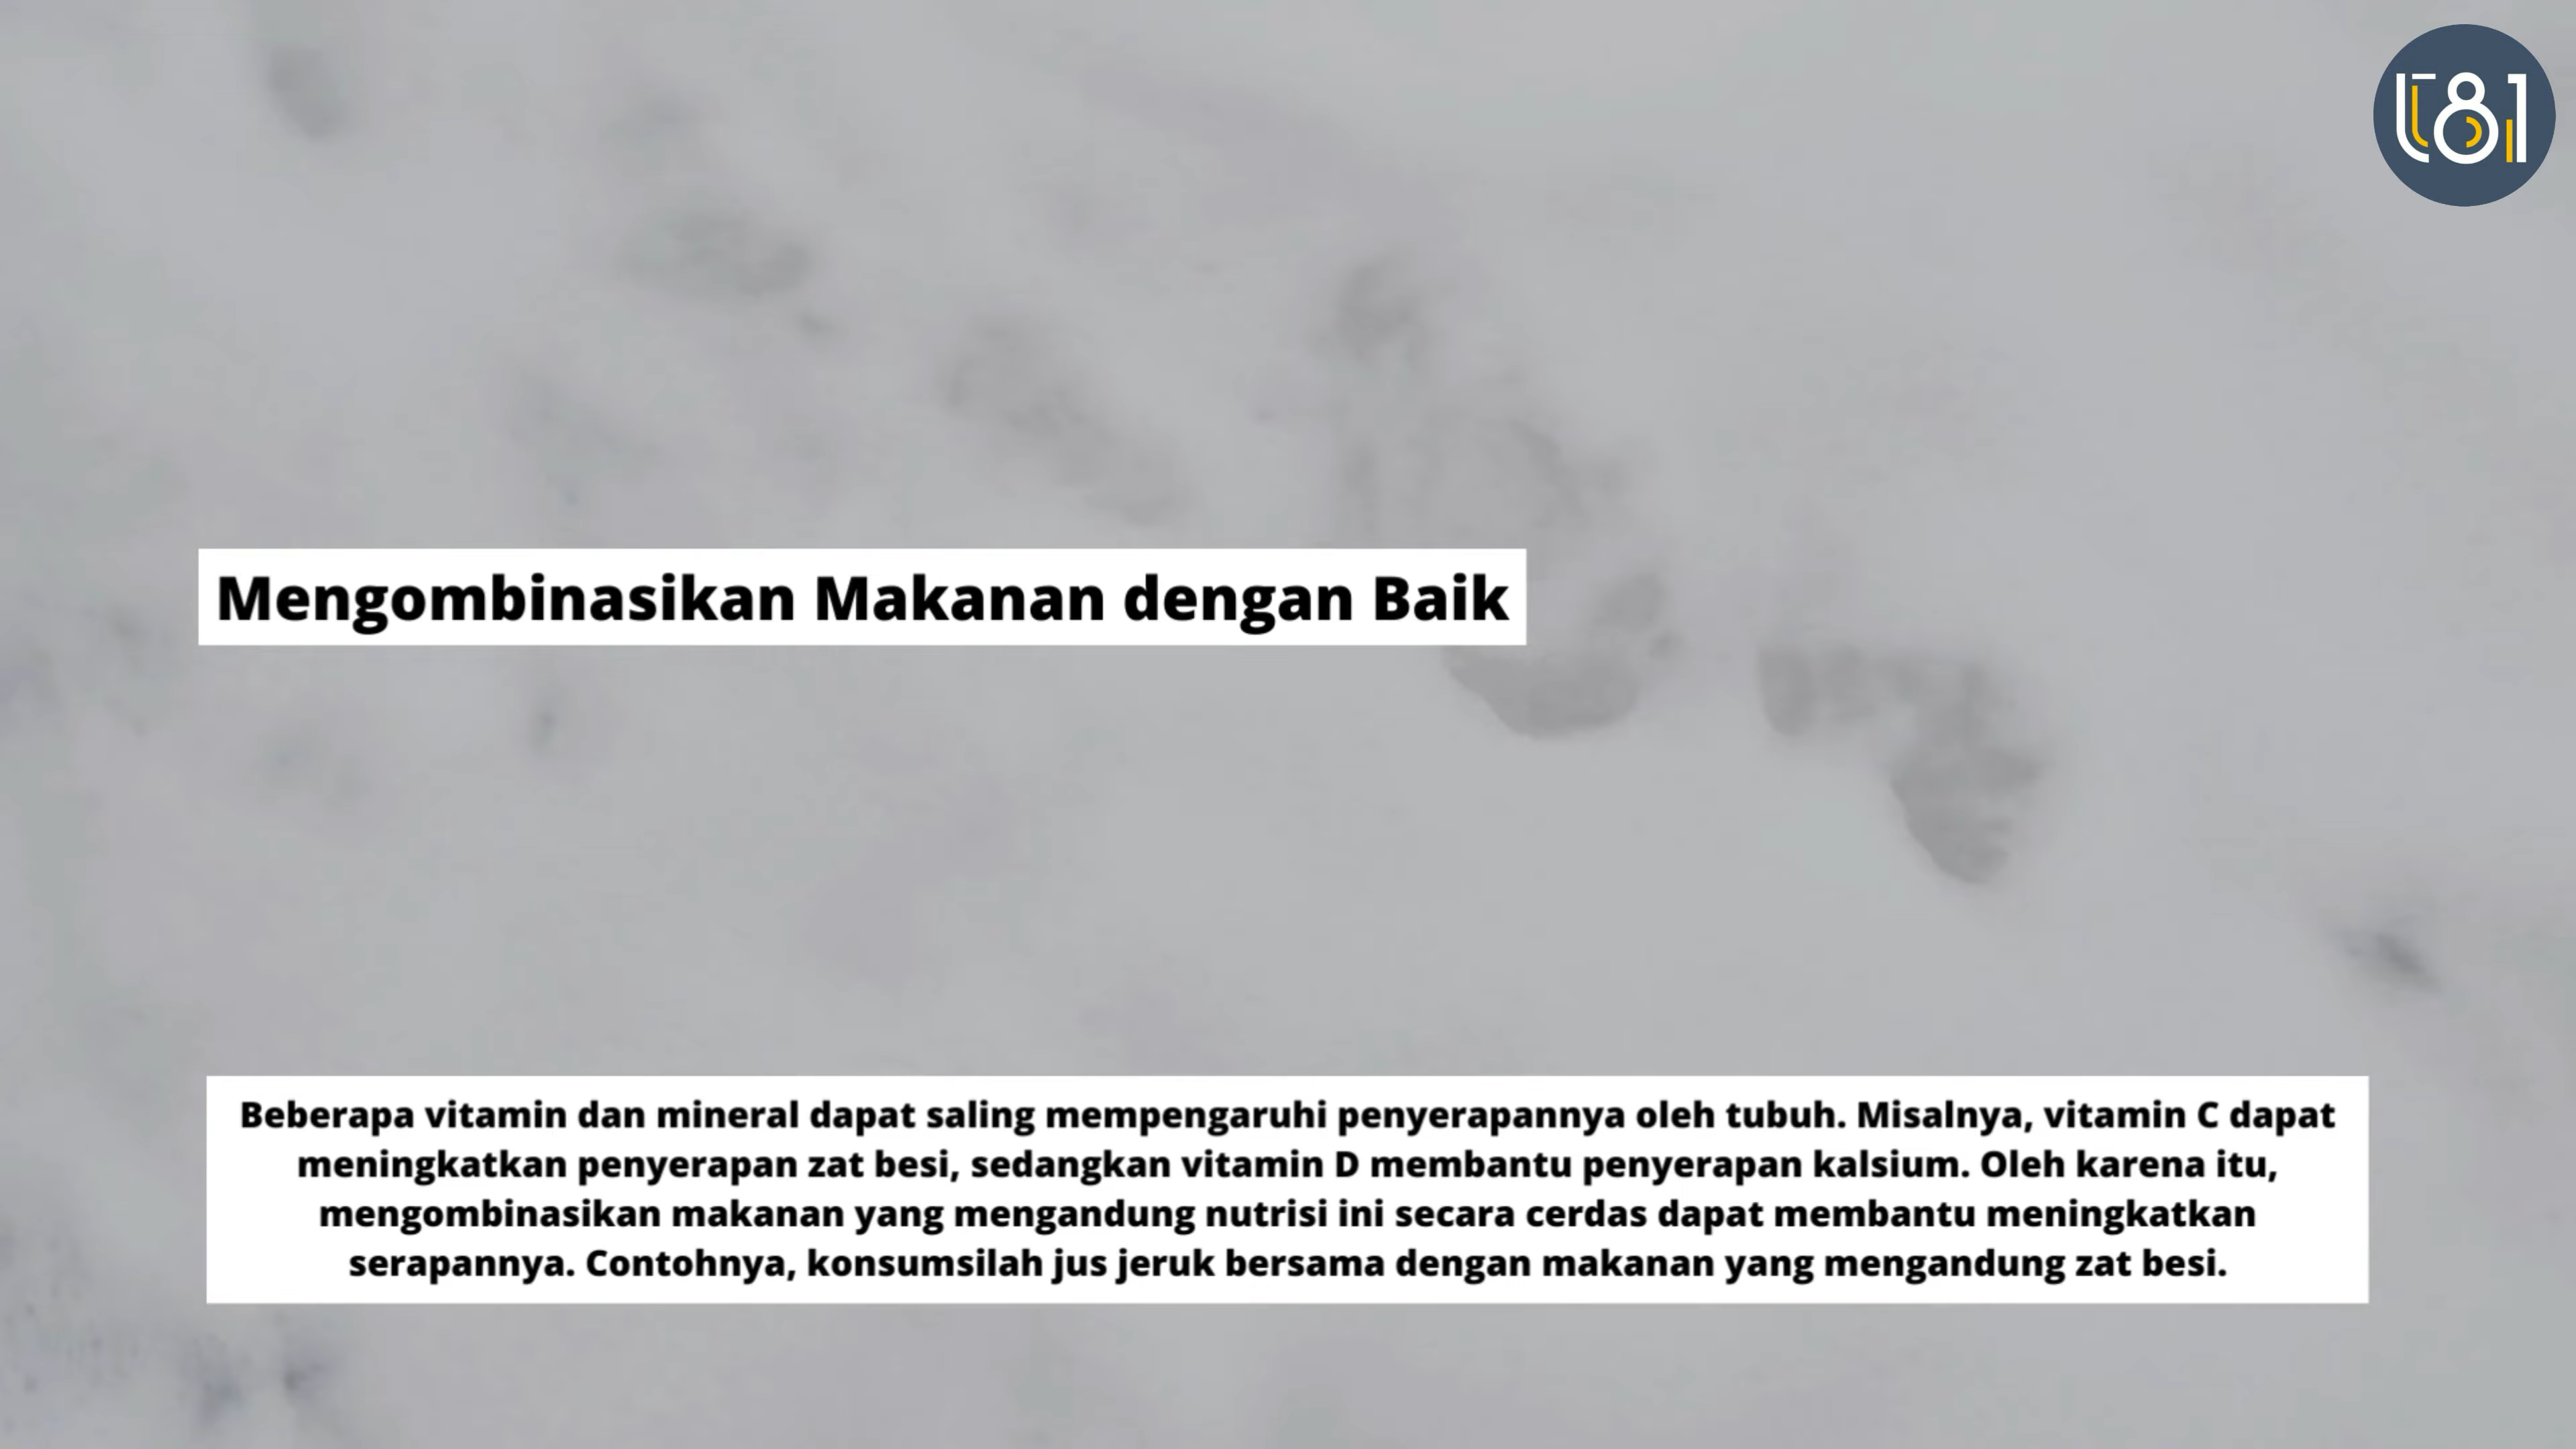 Mengombinasikan Makanan dengan Baik
Beberapa vitamin dan mineral dapat saling mempengaruhi penyerapannya oleh tubuh. Misalnya, vitamin C dapat
meningkatkan penyerapan zat besi, sedangkan vitamin D membantu penyerapan kalsium. Oleh karena itu,
mengombinasikan makanan yang mengandung nutrisi ini secara cerdas dapat membantu meningkatkan
serapannya. Contohnya, konsumsilah jus jeruk bersama dengan makanan yang mengandung zat besi.